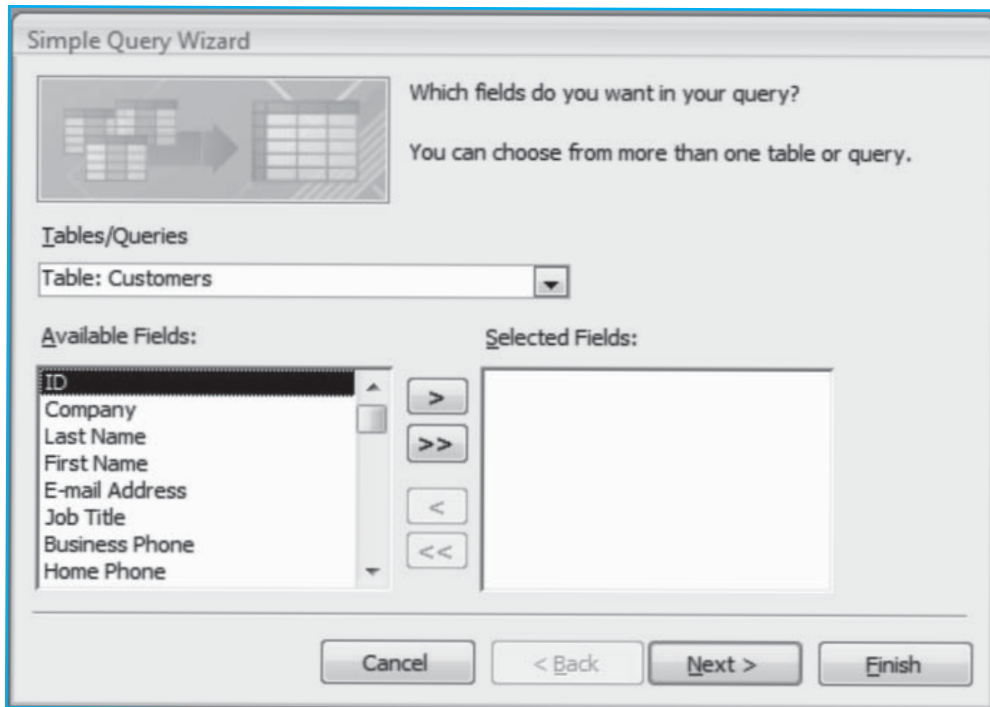 Simple Query Wizard
Which fields do you want in your query?
You can choose from more than one table or query.
Tables/Queries
Table: Customers
Available Fields:
Selected Fields:
ID
Company
Last Name
First Name
E-mail Address
Job Title
Business Phone
Home Phone
>
>>
<
<<
Cancel
< Back
Next >
Finish